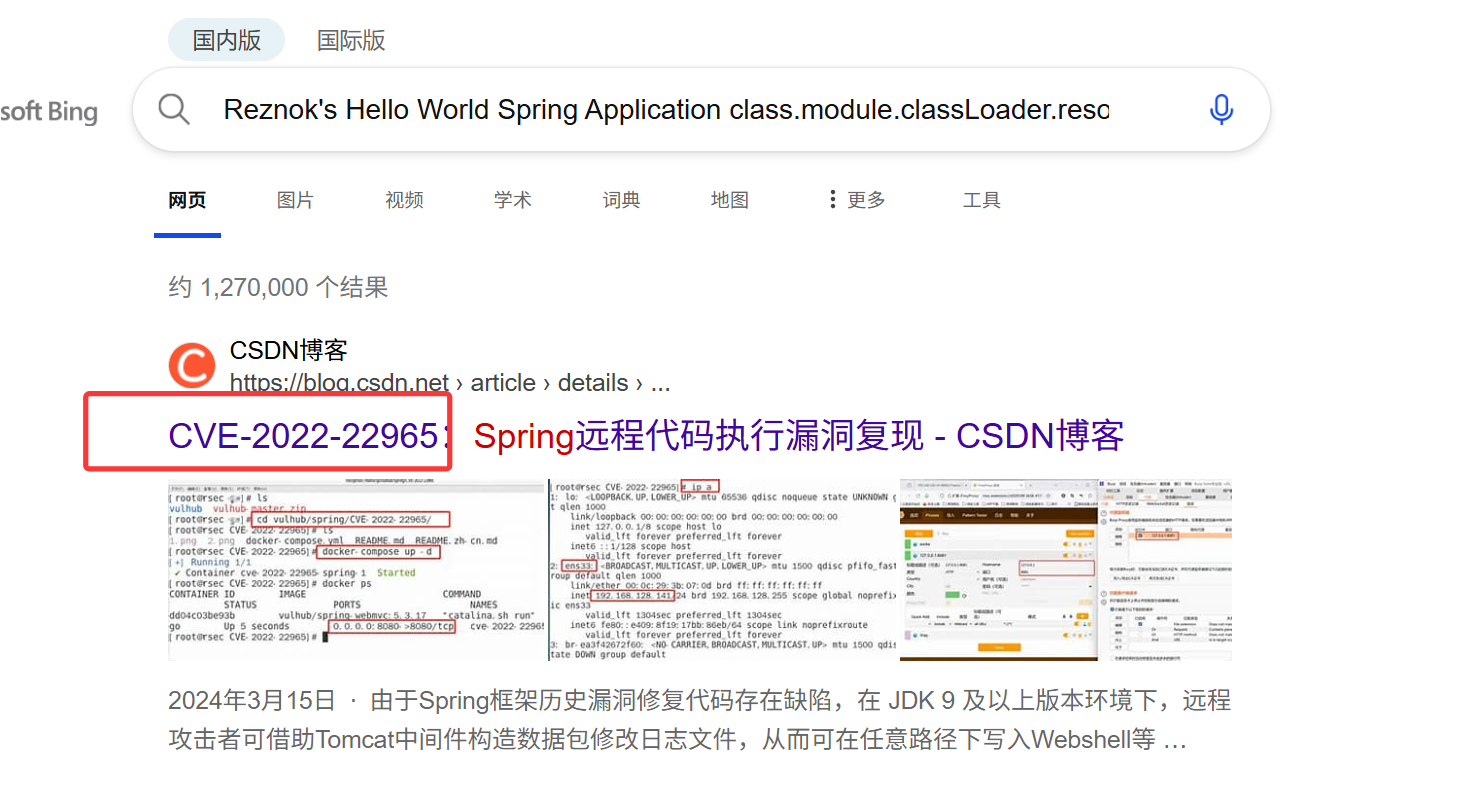 国内版 国际版
soft Bing
Reznok's Hello World Spring Application class.module.classLoader.reso
网页 图片 视频 学术 词典 地图 更多 工具
约 1,270,000 个结果
CSDN博客
https://blog.csdn.net › article › details › ...
CVE-2022-22965：Spring远程代码执行漏洞复现 - CSDN博客
# ls
vulhub vulhub-master.zip
# cd vulhub/spring/CVE-2022-22965/
[root@rsec CVE-2022-22965]# ls
1.png 2.png docker-compose.yml README.md README.zh-cn.md
[root@rsec CVE-2022-22965]# docker-compose up -d
[+] Running 1/1
✔ Container cve-2022-22965-spring-1 Started
[root@rsec CVE-2022-22965]# docker ps
CONTAINER ID IMAGE COMMAND
STATUS PORTS NAMES
dd04c03be93b vulhub/spring-webmvc:5.3.17 "catalina.sh run"
go Up 5 seconds 0.0.0.0:8080->8080/tcp cve-2022-2296
[root@rsec CVE-2022-22965]#
[root@rsec CVE-2022-22965]# ip a
1: lo: <LOOPBACK,UP,LOWER_UP> mtu 65536 qdisc noqueue state UNKNOWN g
t qlen 1000
link/loopback 00:00:00:00:00:00 brd 00:00:00:00:00:00
inet 127.0.0.1/8 scope host lo
valid_lft forever preferred_lft forever
inet6 ::1/128 scope host
valid_lft forever preferred_lft forever
2: ens33: <BROADCAST,MULTICAST,UP,LOWER_UP> mtu 1500 qdisc pfifo_fast
roup default qlen 1000
link/ether 00:0c:29:3b:07:0d brd ff:ff:ff:ff:ff:ff
inet 192.168.128.141/24 brd 192.168.128.255 scope global noprefix
ic ens33
valid_lft 1304sec preferred_lft 1304sec
inet6 fe80::e409:8f19:17bb:86eb/64 scope link noprefixroute
valid_lft forever preferred_lft forever
3: br-ea3f42672f60: <NO-CARRIER,BROADCAST,MULTICAST,UP> mtu 1500 qdis
tate DOWN group default
2024年3月15日 · 由于Spring框架历史漏洞修复代码存在缺陷，在 JDK 9 及以上版本环境下，远程
攻击者可借助Tomcat中间件构造数据包修改日志文件，从而可在任意路径下写入Webshell等 …